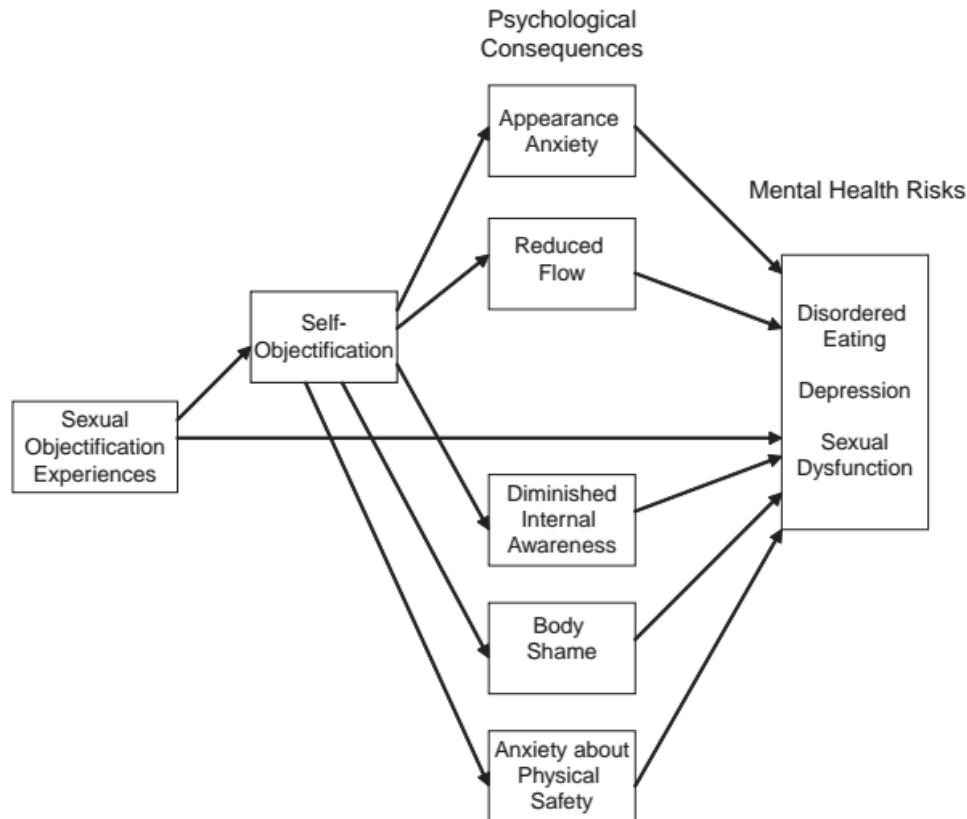 Psychological
Consequences
Appearance
Anxiety
Mental Health Risks
Reduced
Flow
Self-
Objectification
Disordered
Eating
Depression
Sexual
Dysfunction
Sexual
Objectification
Experiences
Diminished
Internal
Awareness
Body
Shame
Anxiety about
Physical
Safety